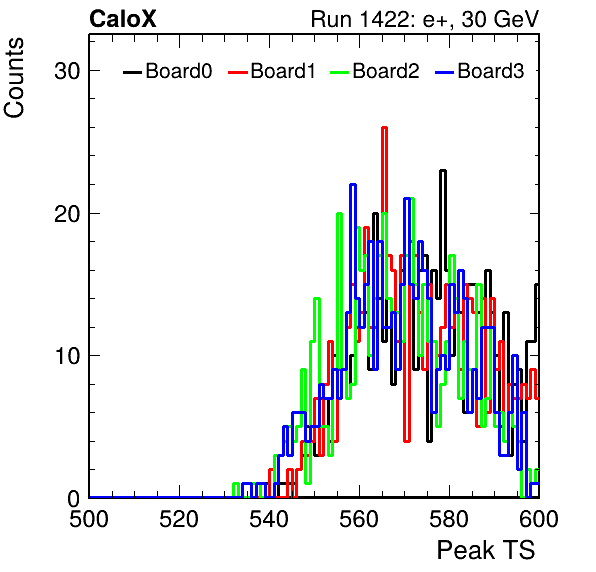 CaloX Run 1422: e+, 30 GeV
Counts
Board0 Board1 Board2 Board3
30
20
10
0
500 520 540 560 580 600
Peak TS